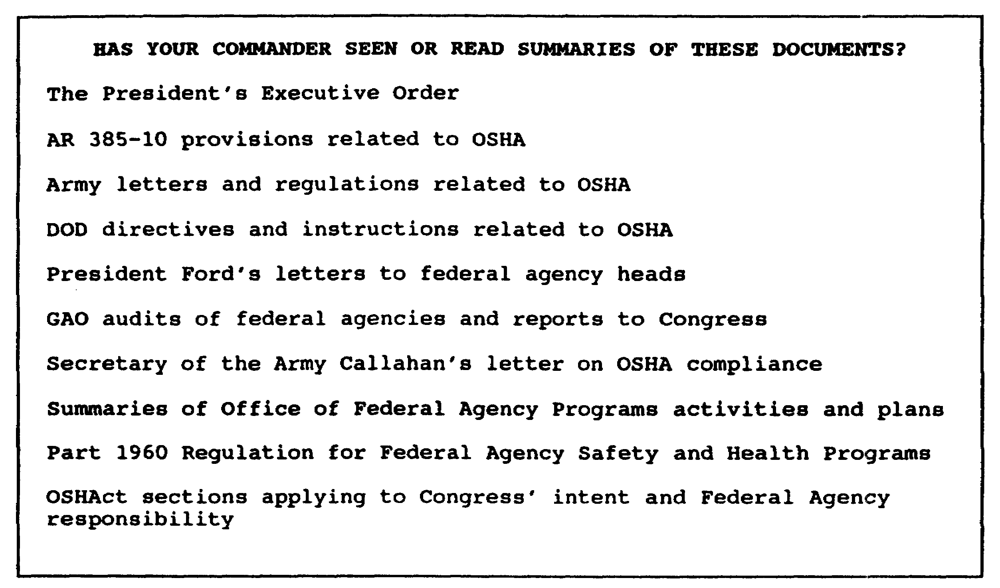 HAS YOUR COMMANDER SEEN OR READ SUMMARIES OF THESE DOCUMENTS?
The President's Executive Order
AR 385-10 provisions related to OSHA
Army letters and regulations related to OSHA
DOD directives and instructions related to OSHA
President Ford's letters to federal agency heads
GAO audits of federal agencies and reports to Congress
Secretary of the Army Callahan's letter on OSHA compliance
Summaries of Office of Federal Agency Programs activities and plans
Part 1960 Regulation for Federal Agency Safety and Health Programs
OSHAct sections applying to Congress' intent and Federal Agency
responsibility